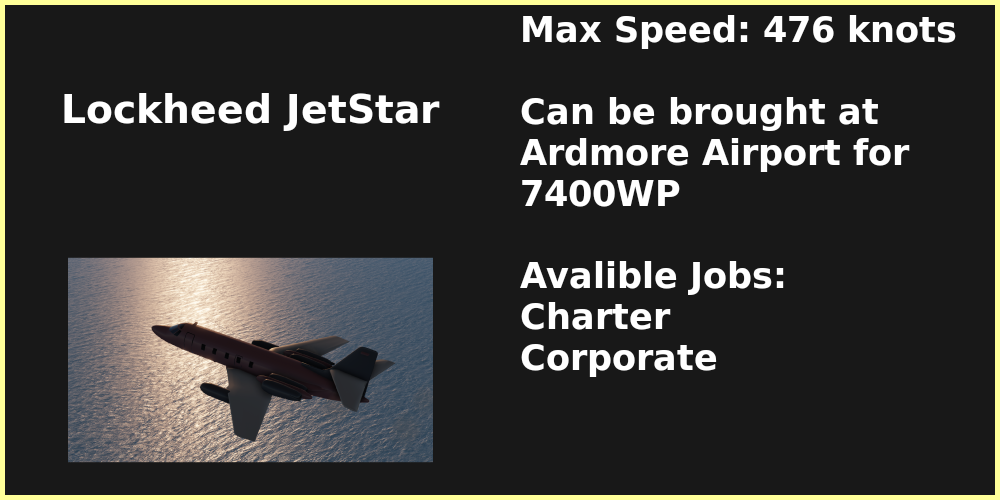 Lockheed JetStar
Max Speed: 476 knots
Can be brought at
Ardmore Airport for
7400WP
Avalible Jobs:
Charter
Corporate